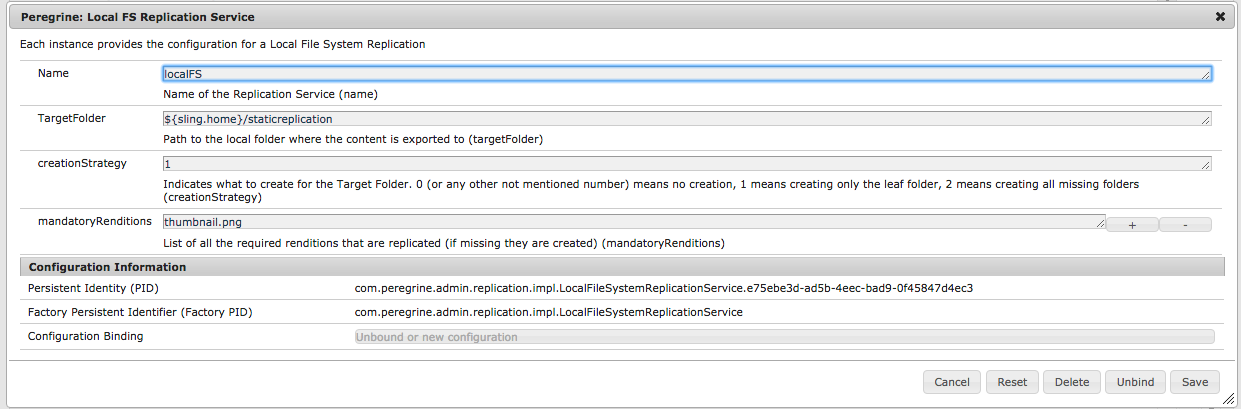 Peregrine: Local FS Replication Service ✖
Each instance provides the configuration for a Local File System Replication
Name localFS
Name of the Replication Service (name)
TargetFolder ${sling.home}/staticreplication
Path to the local folder where the content is exported to (targetFolder)
creationStrategy 1
Indicates what to create for the Target Folder. 0 (or any other not mentioned number) means no creation, 1 means creating only the leaf folder, 2 means creating all missing folders
(creationStrategy)
mandatoryRenditions thumbnail.png + -
List of all the required renditions that are replicated (if missing they are created) (mandatoryRenditions)
Configuration Information
Persistent Identity (PID) com.peregrine.admin.replication.impl.LocalFileSystemReplicationService.e75ebe3d-ad5b-4eec-bad9-0f45847d4ec3
Factory Persistent Identifier (Factory PID) com.peregrine.admin.replication.impl.LocalFileSystemReplicationService
Configuration Binding Unbound or new configuration
Cancel Reset Delete Unbind Save